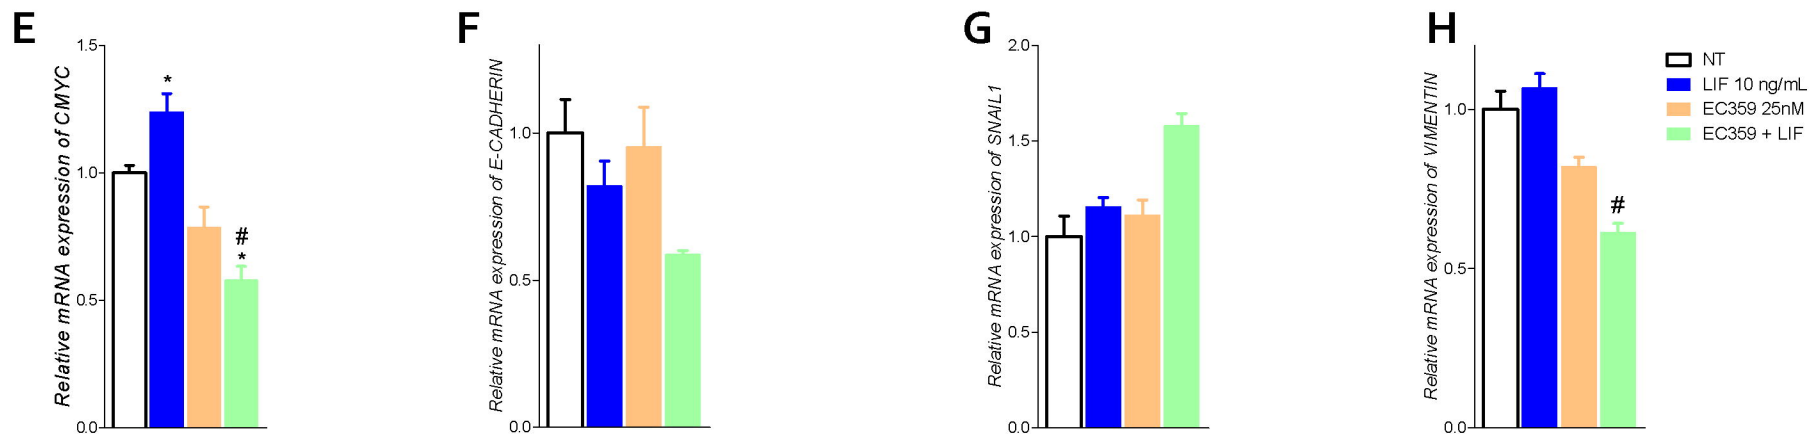 E
Relative mRNA expression of CMYC
1.5
1.0
0.5
0.0
*
#
*
F
Relative mRNA expression of E-CADHERIN
1.0
0.5
0.0
G
Relative mRNA expression of SNAIL1
2.0
1.5
1.0
0.5
0.0
H
Relative mRNA expression of VIMENTIN
1.0
0.5
0.0
#
NT
LIF 10 ng/mL
EC359 25nM
EC359 + LIF